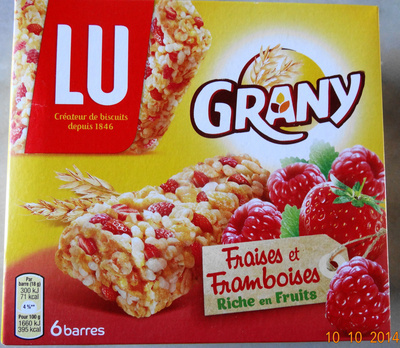 LU
Créateur de biscuits
depuis 1846
GRANY
Fraises et
Framboises
Riche en Fruits
Par
barre (18 g)
300 kJ
71 kcal
4 %**
Pour 100 g
1660 kJ
395 kcal
6 barres
10 10 2014